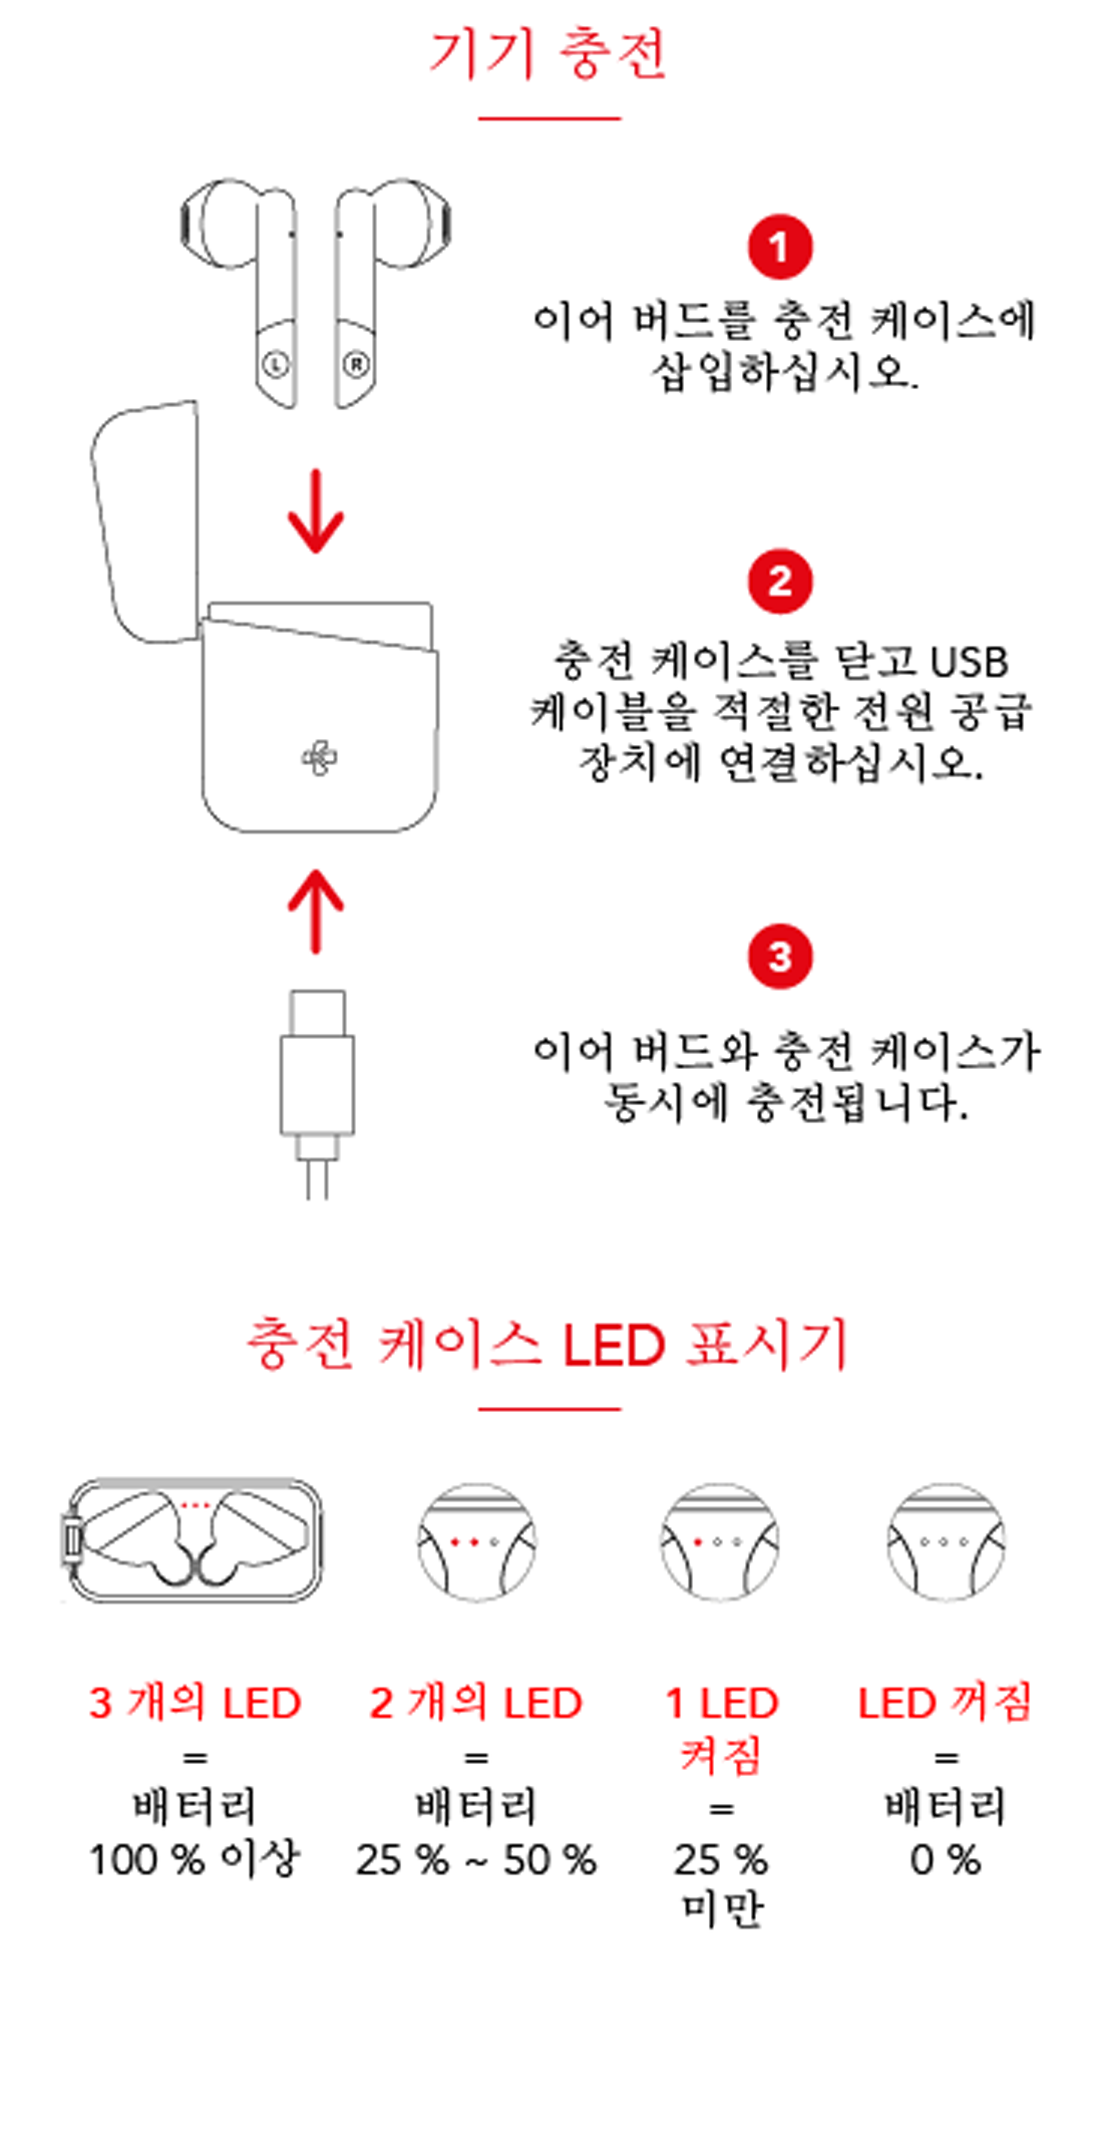 기기 충전
L
R
1
이어 버드를 충전 케이스에
삽입하십시오.
2
충전 케이스를 닫고 USB
케이블을 적절한 전원 공급
장치에 연결하십시오.
3
이어 버드와 충전 케이스가
동시에 충전됩니다.
충전 케이스 LED 표시기
3 개의 LED
=
배터리
100 % 이상
2 개의 LED
=
배터리
25 % ~ 50 %
1 LED
켜짐
=
25 %
미만
LED 꺼짐
=
배터리
0 %